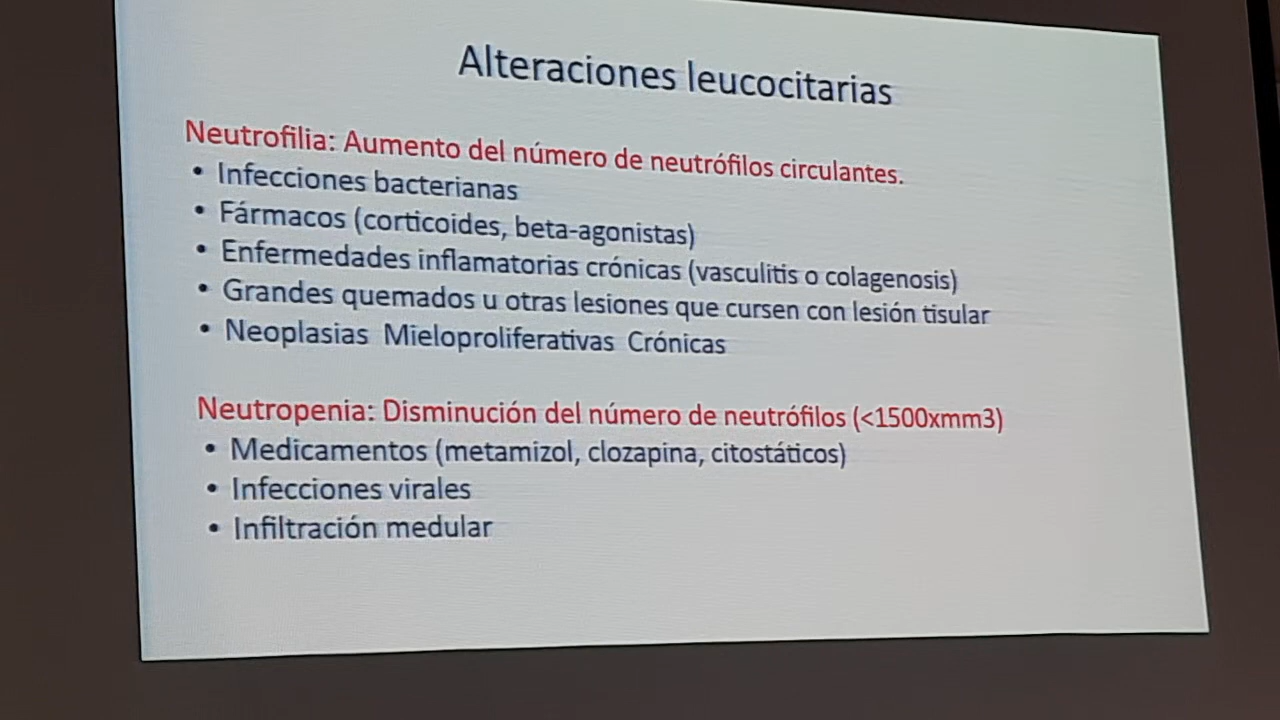 Alteraciones leucocitarias
Neutrofilia: Aumento del número de neutrófilos circulantes.
• Infecciones bacterianas
• Fármacos (corticoides, beta-agonistas)
• Enfermedades inflamatorias crónicas (vasculitis o colagenosis)
• Grandes quemados u otras lesiones que cursen con lesión tisular
• Neoplasias Mieloproliferativas Crónicas
Neutropenia: Disminución del número de neutrófilos (<1500xmm3)
• Medicamentos (metamizol, clozapina, citostáticos)
• Infecciones virales
• Infiltración medular